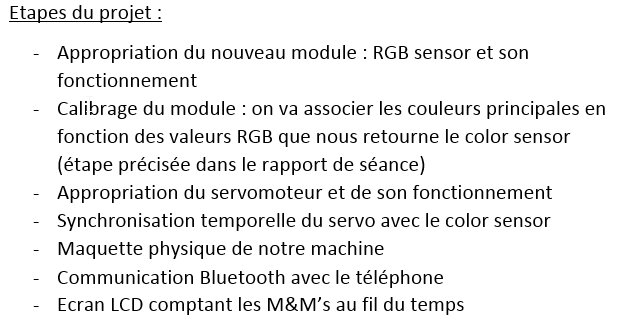 Etapes du projet :
- Appropriation du nouveau module : RGB sensor et son
fonctionnement
- Calibrage du module : on va associer les couleurs principales en
fonction des valeurs RGB que nous retourne le color sensor
(étape précisée dans le rapport de séance)
- Appropriation du servomoteur et de son fonctionnement
- Synchronisation temporelle du servo avec le color sensor
- Maquette physique de notre machine
- Communication Bluetooth avec le téléphone
- Ecran LCD comptant les M&M’s au fil du temps